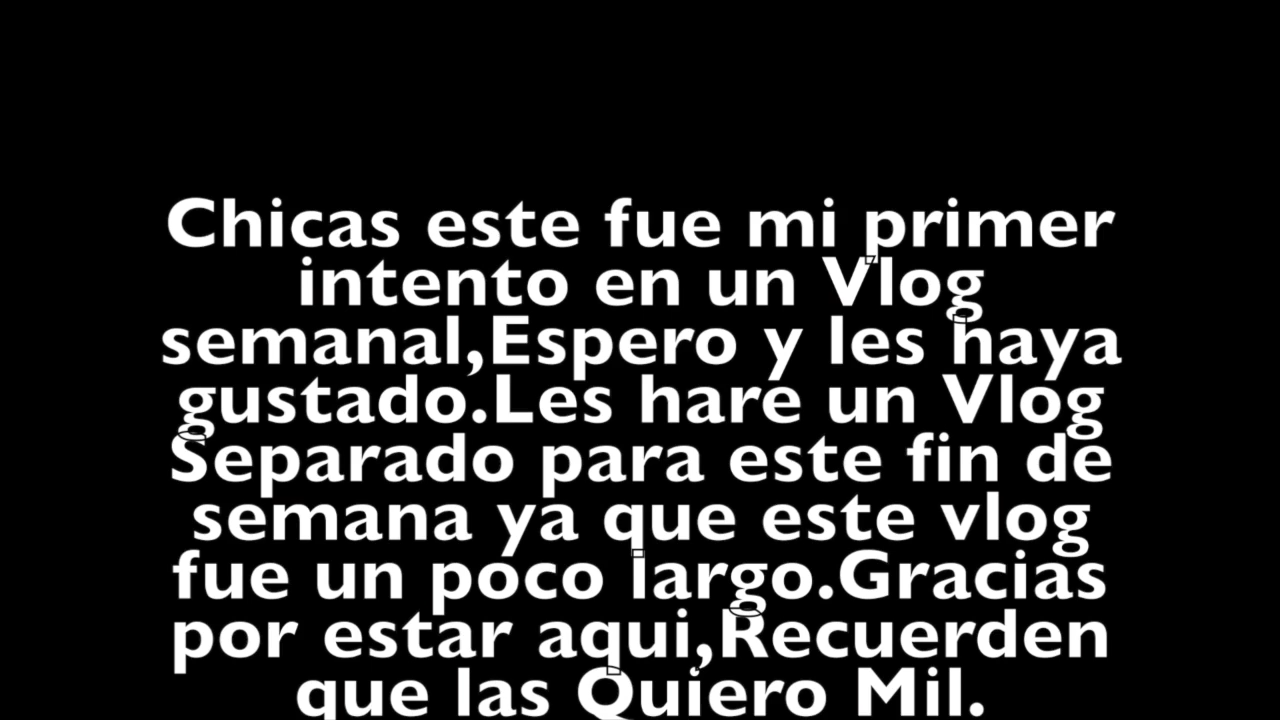 Chicas este fue mi primer
intento en un Vlog
semanal,Espero y les haya
gustado.Les hare un Vlog
Separado para este fin de
semana ya que este vlog
fue un poco largo.Gracias
por estar aqui,Recuerden
que las Quiero Mil.